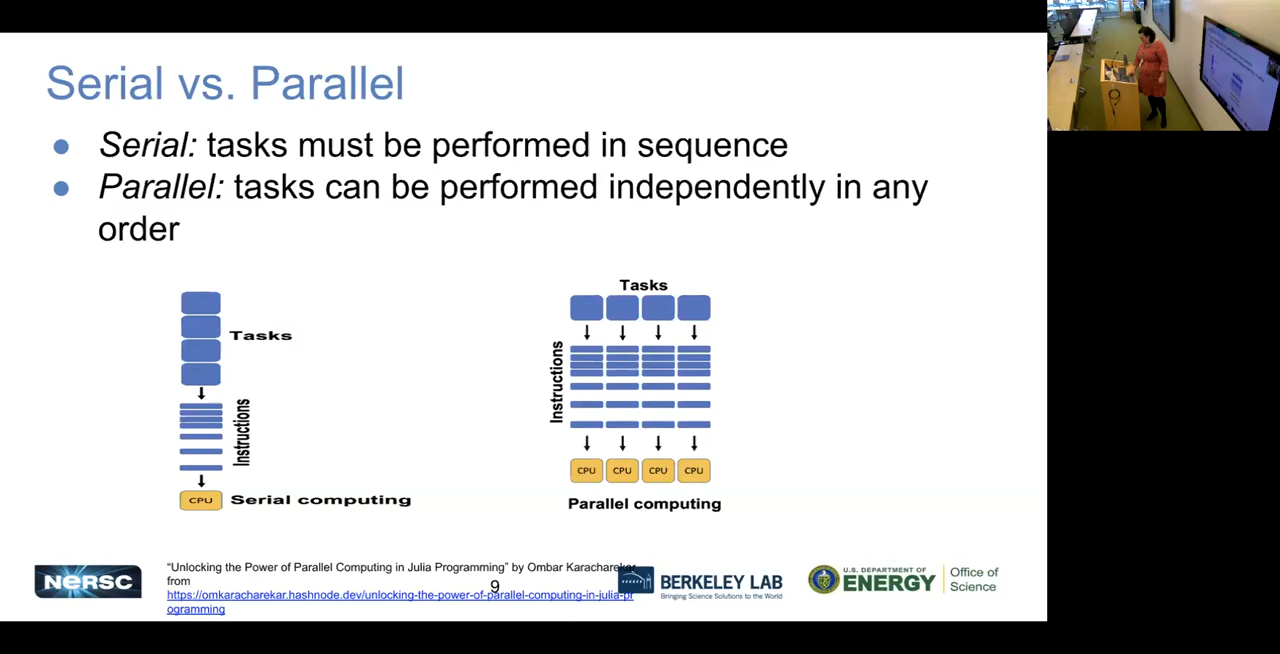 Serial vs. Parallel
● Serial: tasks must be performed in sequence
● Parallel: tasks can be performed independently in any
order
Tasks
Instructions
CPU
Serial computing
Tasks
Instructions
CPU CPU CPU CPU
Parallel computing
NERSC
“Unlocking the Power of Parallel Computing in Julia Programming” by Ombar Karacharekar
from
https://omkaracharekar.hashnode.dev/unlocking-the-power-of-parallel-computing-in-julia-pr
ogramming
9
BERKELEY LAB
Bringing Science Solutions to the World
U.S. DEPARTMENT OF
ENERGY
Office of
Science